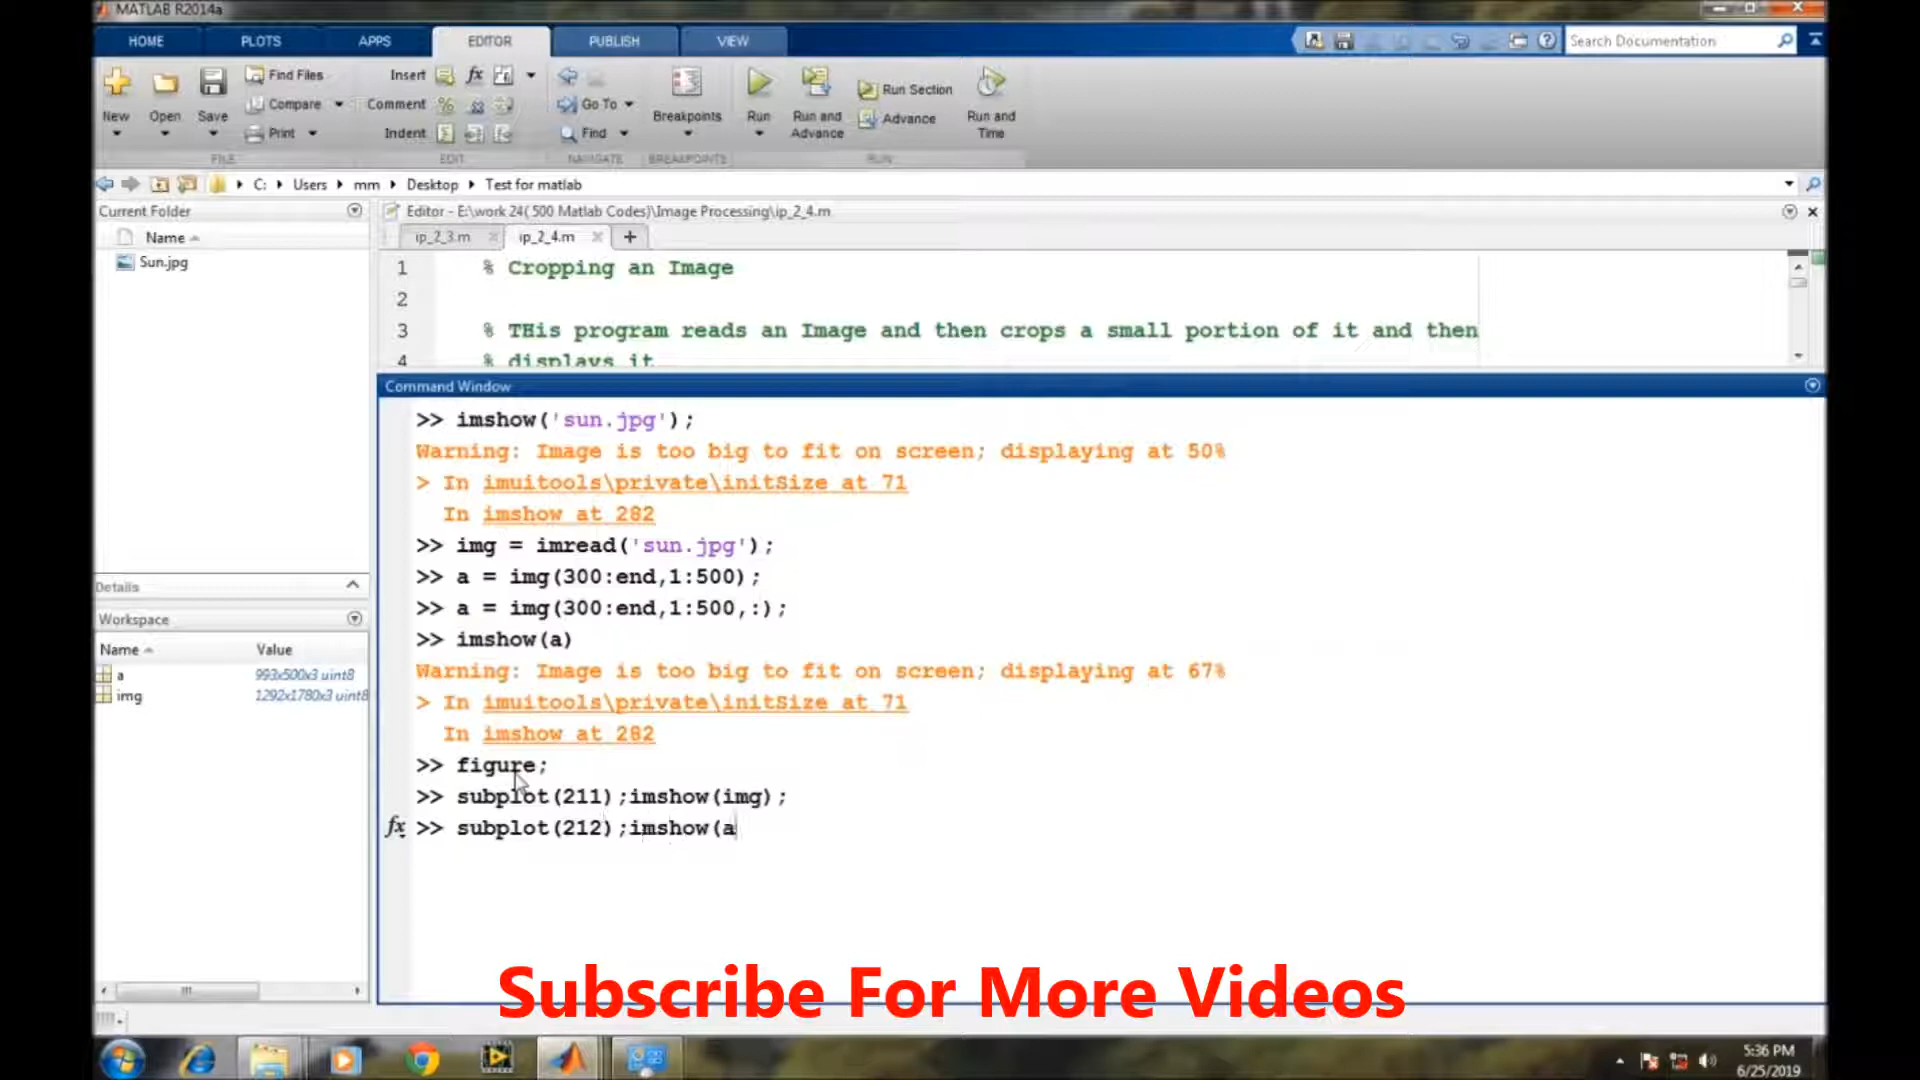 MATLAB R2014a
HOME PLOTS APPS EDITOR PUBLISH VIEW
Search Documentation
New Open Save Find Files Compare Print
Insert fx Comment Indent
Go To Find
Breakpoints
Run Run and Advance Run Section Advance Run and Time
FILE EDIT NAVIGATE BREAKPOINTS RUN
C: Users mm Desktop Test for matlab
Current Folder
Name
Sun.jpg
Details
Workspace
Name Value
a 993x500x3 uint8
img 1292x1780x3 uint8
Editor - E:\work 24( 500 Matlab Codes)\Image Processing\ip_2_4.m
ip_2_3.m ip_2_4.m +
1 % Cropping an Image
2
3 % THis program reads an Image and then crops a small portion of it and then
4 % displays it
Command Window
>> imshow('sun.jpg');
Warning: Image is too big to fit on screen; displaying at 50%
> In imuitools\private\initSize at 71
In imshow at 282
>> img = imread('sun.jpg');
>> a = img(300:end,1:500);
>> a = img(300:end,1:500,:);
>> imshow(a)
Warning: Image is too big to fit on screen; displaying at 67%
> In imuitools\private\initSize at 71
In imshow at 282
>> figure;
>> subplot(211);imshow(img);
fx >> subplot(212);imshow(a
Subscribe For More Videos
5:36 PM
6/25/2019